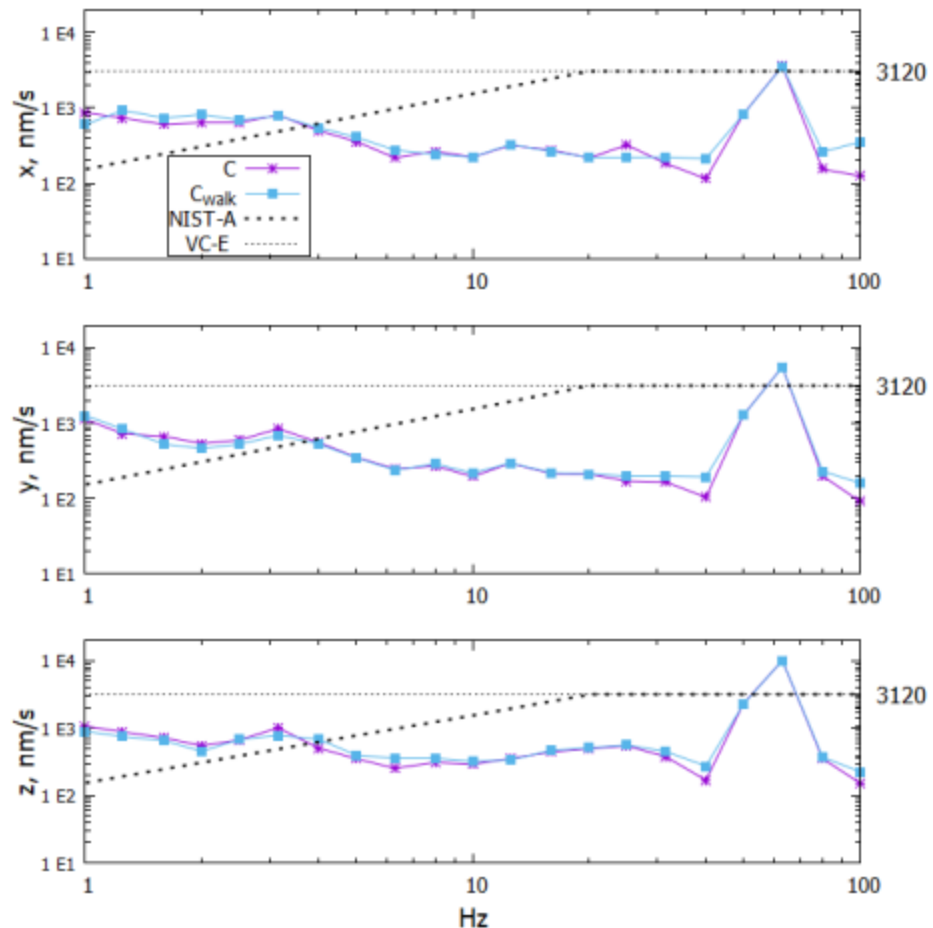 1 E4
1 E3
1 E2
1 E1
x, nm/s
C
C walk
NIST-A
VC-E
3120
1 10 100
1 E4
1 E3
1 E2
1 E1
y, nm/s
3120
1 10 100
1 E4
1 E3
1 E2
1 E1
z, nm/s
3120
1 10 100
Hz